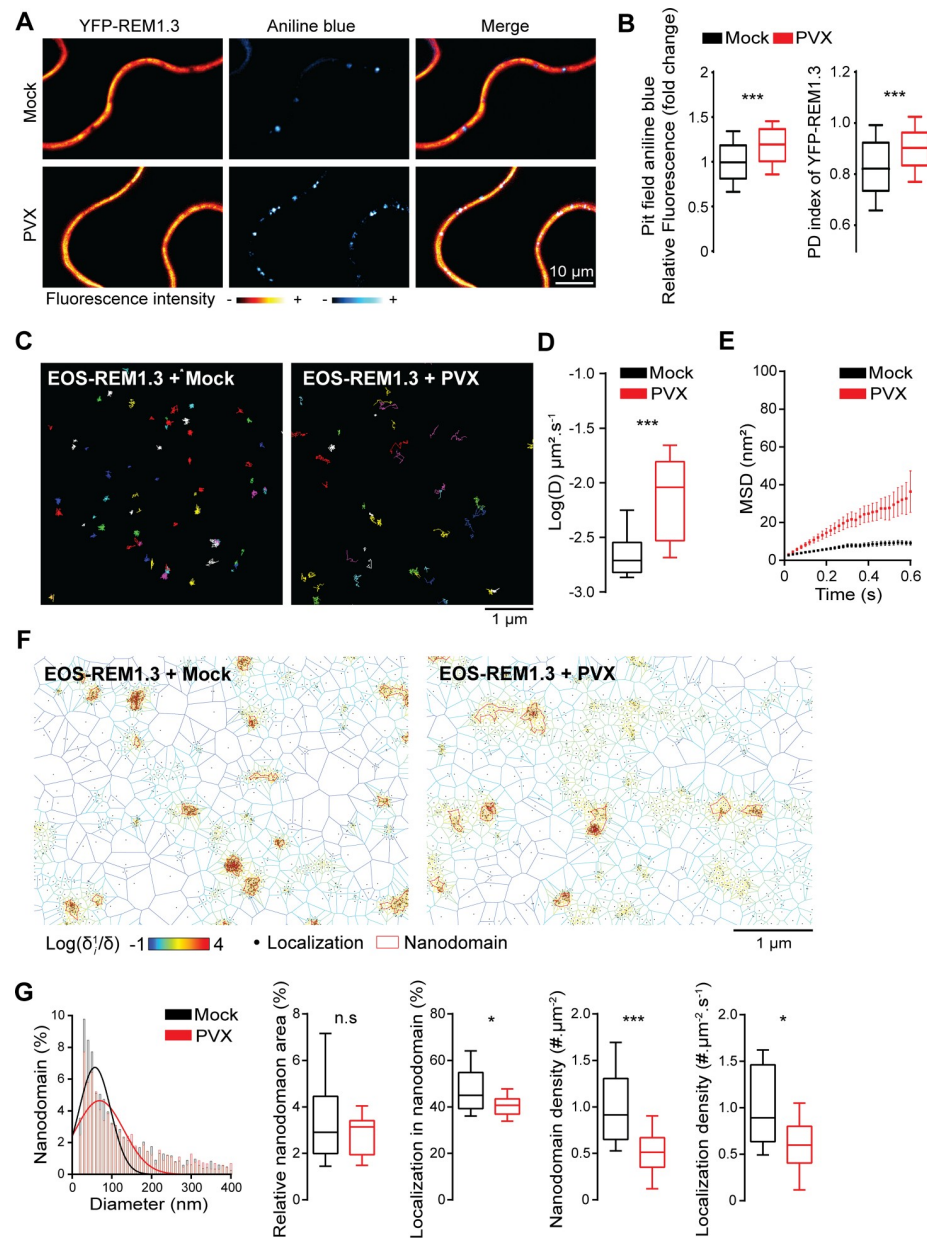 A
YFP-REM1.3 Aniline blue Merge
Mock
PVX
10 µm
Fluorescence intensity - + - +
B
Mock PVX
Pit field aniline blue
Relative Fluorescence (fold change)
2
1.5
1
0.5
0
***
PD index of YFP-REM1.3
1.2
1.0
0.8
0.6
***
C
EOS-REM1.3 + Mock
EOS-REM1.3 + PVX
1 µm
D
Mock
PVX
Log(D) µm².s⁻¹
-1.0
-1.5
-2.0
-2.5
-3.0
***
E
Mock
PVX
MSD (nm²)
100
80
60
40
20
0
0 0.2 0.4 0.6
Time (s)
F
EOS-REM1.3 + Mock
EOS-REM1.3 + PVX
Log(δᵢ¹/δ) -1 4 • Localization Nanodomain
1 µm
G
Mock
PVX
Nanodomain (%)
10
8
6
4
2
0
0 100 200 300 400
Diameter (nm)
Relative nanodomaon area (%)
8
6
4
2
0
n.s
Localization in nanodomain (%)
80
60
40
20
0
*
Nanodomain density (#.µm⁻²)
2.0
1.5
1.0
0.5
0
***
Localization density (#.µm⁻².s⁻¹)
2.0
1.5
1.0
0.5
0
*